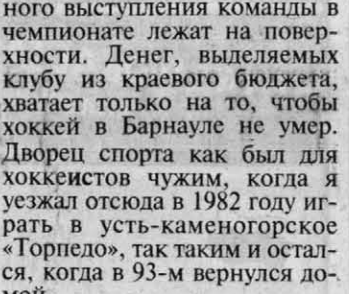 ного выступления команды в
чемпионате лежат на повер-
хности. Денег, выделяемых
клубу из краевого бюджета,
хватает только на то, чтобы
хоккей в Барнауле не умер.
Дворец спорта как был для
хоккеистов чужим, когда я
уезжал отсюда в 1982 году иг-
рать в усть-каменогорское
«Торпедо», так таким и остал-
ся, когда в 93-м вернулся до-
мой